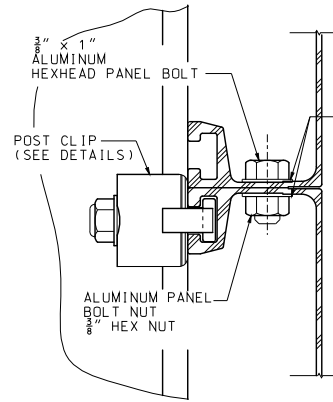 3/8" x 1"
ALUMINUM
HEXHEAD PANEL BOLT
POST CLIP
(SEE DETAILS)
ALUMINUM PANEL
BOLT NUT
3/8" HEX NUT